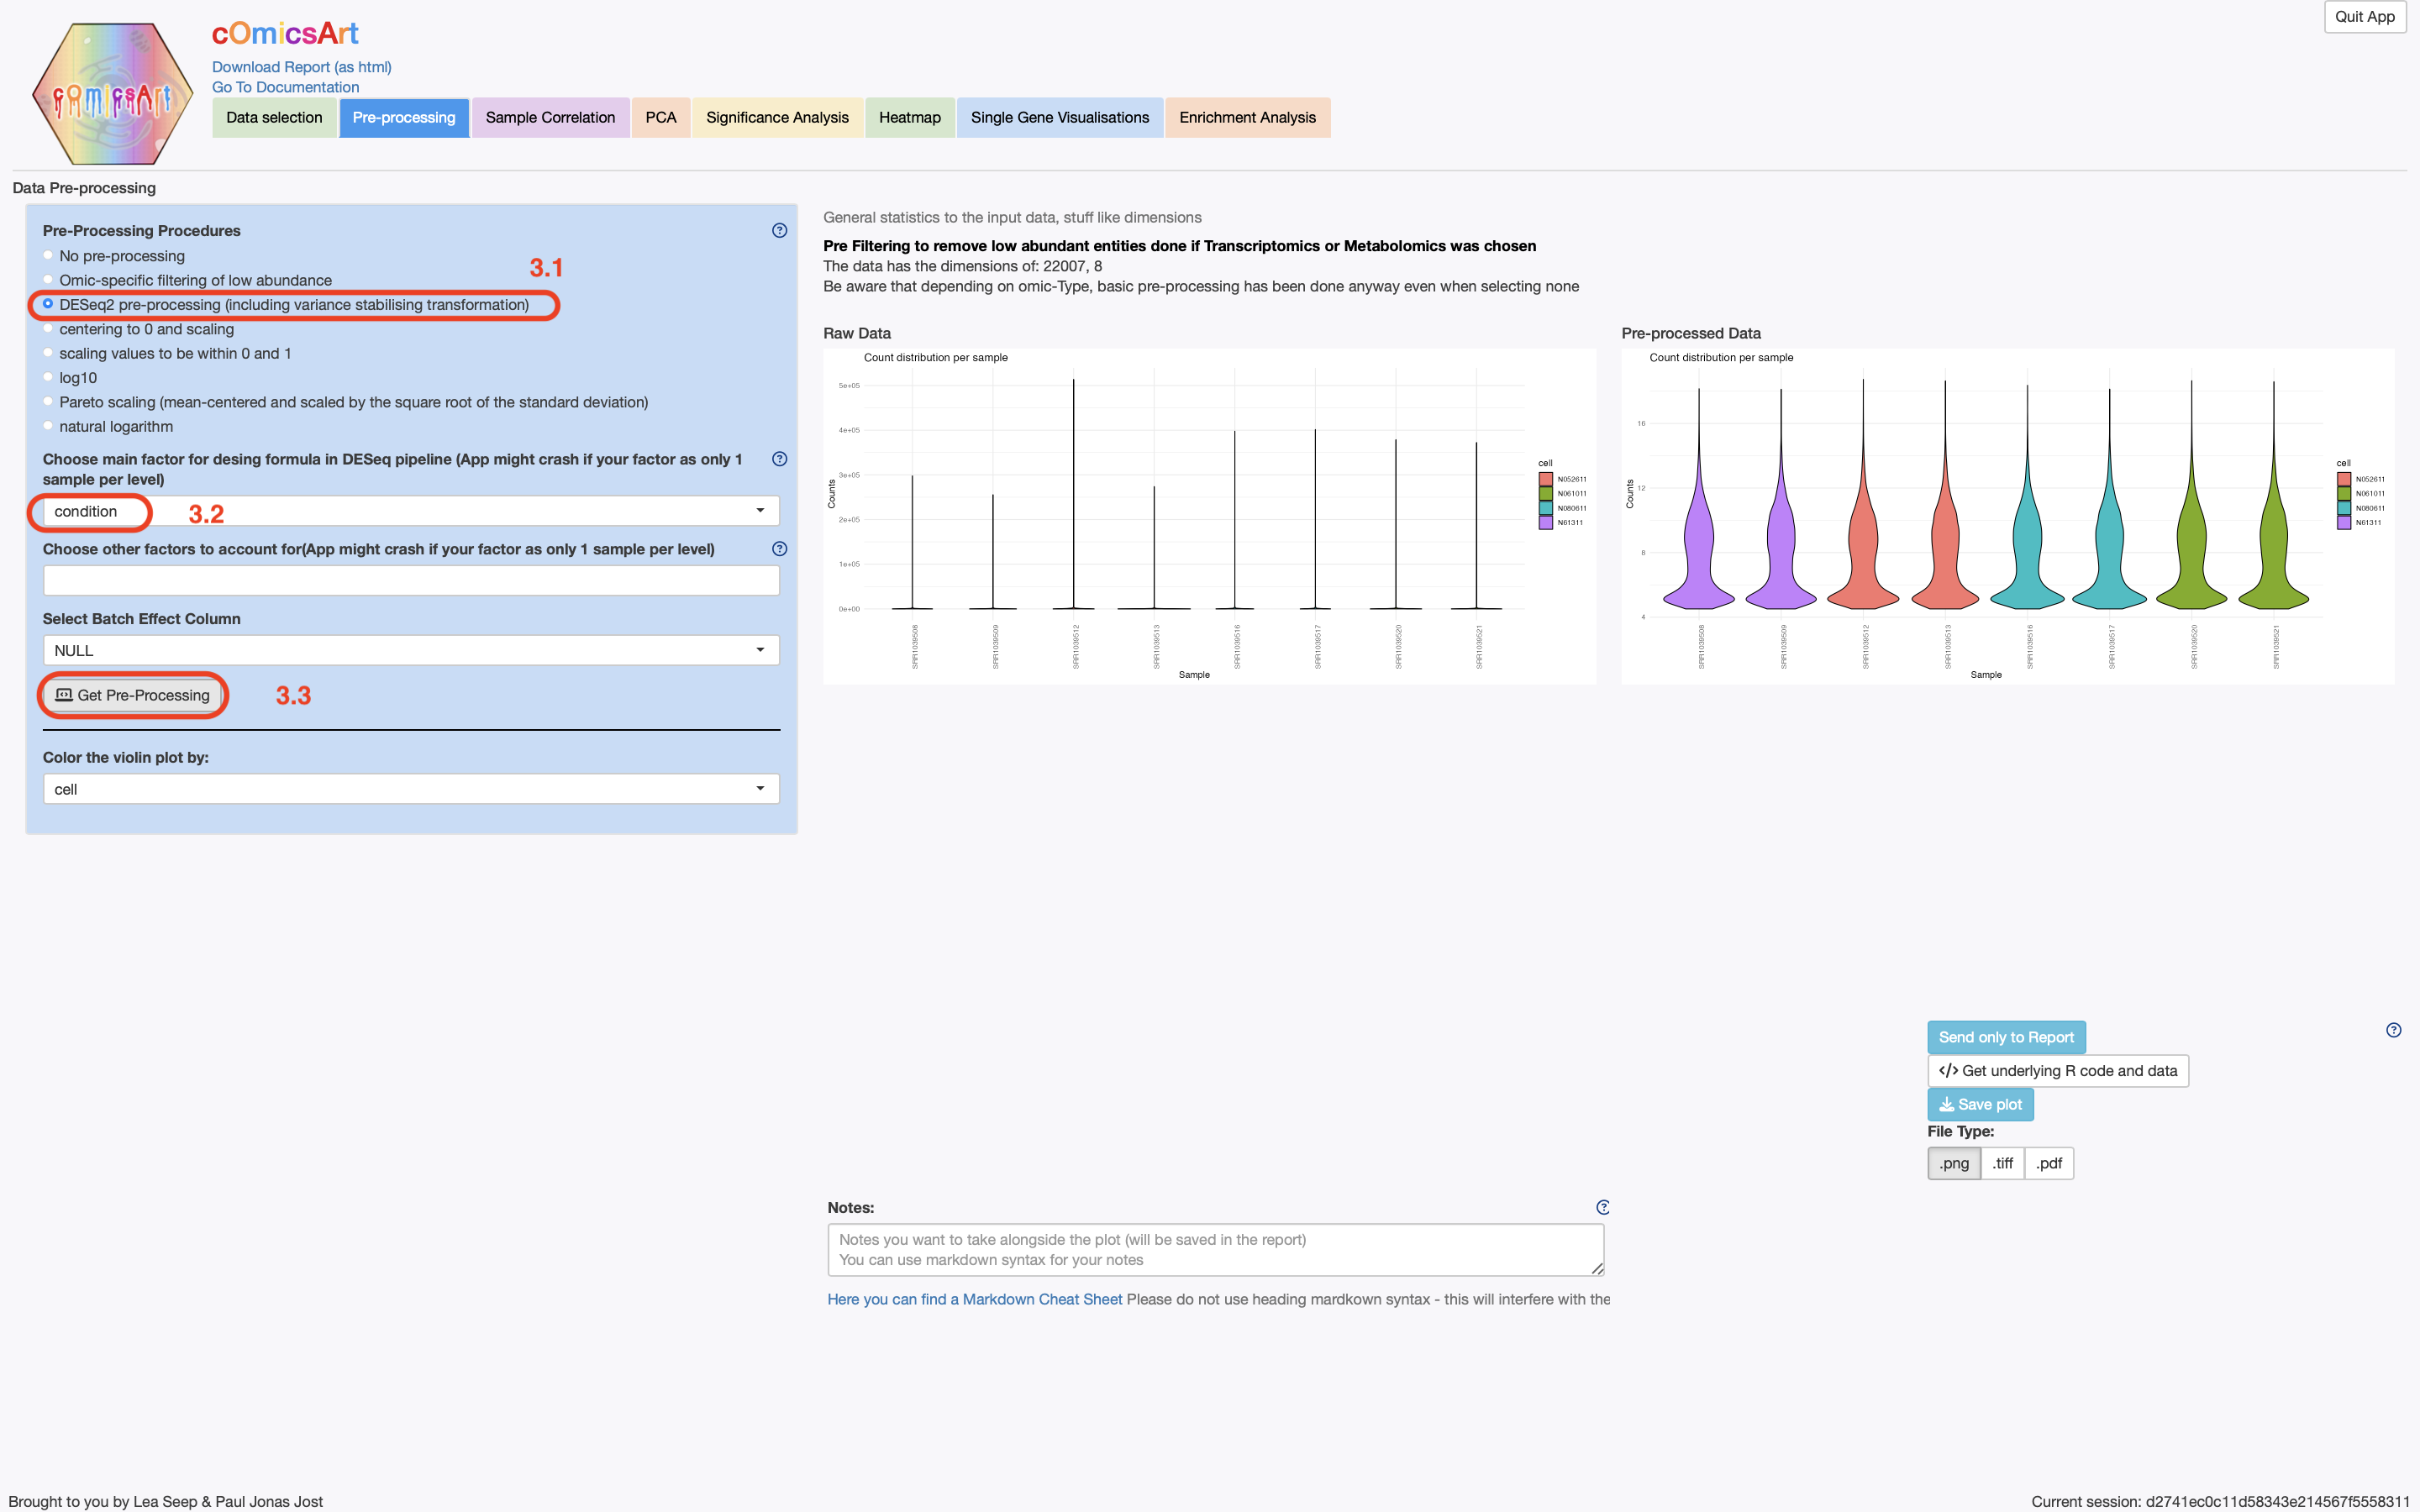 Quit App
cOmicsArt
cOmicsArt
Download Report (as html)
Go To Documentation
Data selection
Pre-processing
Sample Correlation
PCA
Significance Analysis
Heatmap
Single Gene Visualisations
Enrichment Analysis
Data Pre-processing
Pre-Processing Procedures
No pre-processing
3.1
Omic-specific filtering of low abundance
DESeq2 pre-processing (including variance stabilising transformation)
centering to 0 and scaling
scaling values to be within 0 and 1
log10
Pareto scaling (mean-centered and scaled by the square root of the standard deviation)
natural logarithm
Choose main factor for desing formula in DESeq pipeline (App might crash if your factor as only 1
sample per level)
condition
3.2
Choose other factors to account for(App might crash if your factor as only 1 sample per level)
Select Batch Effect Column
NULL
Get Pre-Processing
3.3
Color the violin plot by:
cell
General statistics to the input data, stuff like dimensions
Pre Filtering to remove low abundant entities done if Transcriptomics or Metabolomics was chosen
The data has the dimensions of: 22007, 8
Be aware that depending on omic-Type, basic pre-processing has been done anyway even when selecting none
Raw Data
Count distribution per sample
5e+05
4e+05
3e+05
2e+05
1e+05
0e+00
Counts
SRR1039508
SRR1039509
SRR1039512
SRR1039513
SRR1039516
SRR1039517
SRR1039520
SRR1039521
Sample
cell
N052611
N061011
N080611
N61311
Pre-processed Data
Count distribution per sample
16
12
8
4
Counts
SRR1039508
SRR1039509
SRR1039512
SRR1039513
SRR1039516
SRR1039517
SRR1039520
SRR1039521
Sample
cell
N052611
N061011
N080611
N61311
Send only to Report
</> Get underlying R code and data
Save plot
File Type:
.png
.tiff
.pdf
Notes:
Notes you want to take alongside the plot (will be saved in the report)
You can use markdown syntax for your notes
Here you can find a Markdown Cheat Sheet Please do not use heading mardkown syntax - this will interfere with the
Brought to you by Lea Seep & Paul Jonas Jost
Current session: d2741ec0c11d58343e214567f5558311